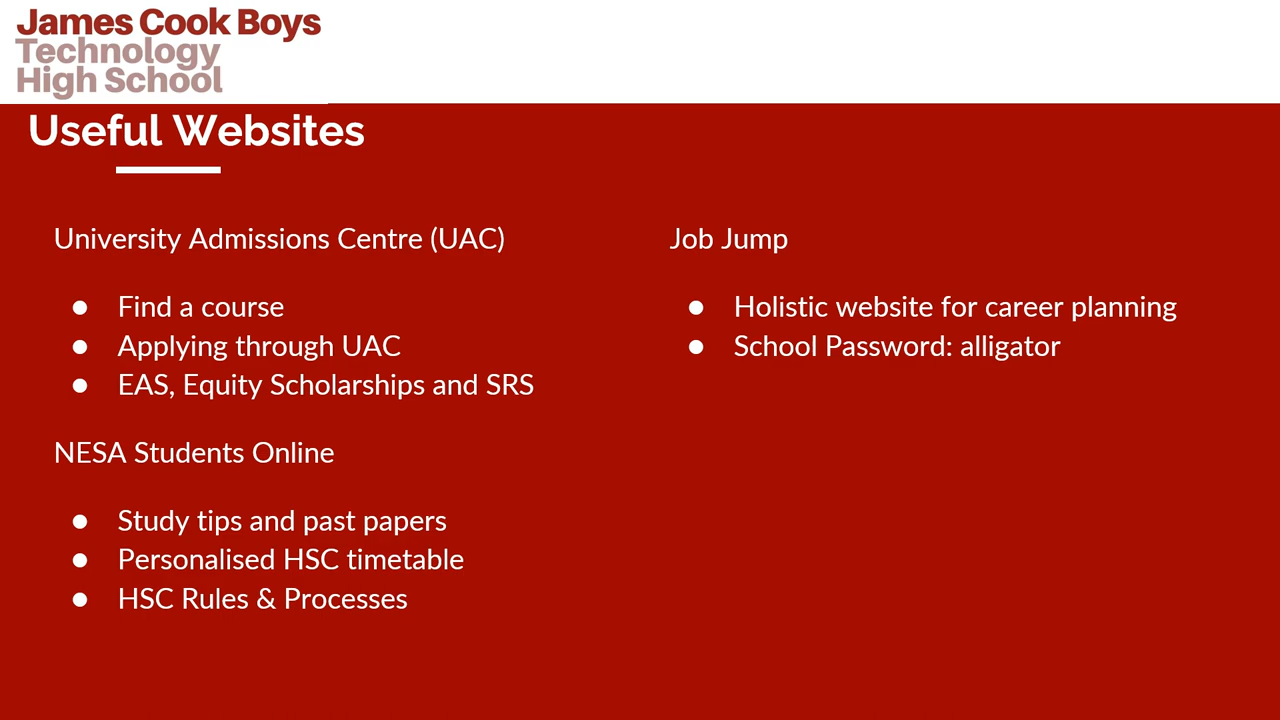 James Cook Boys
Technology
High School
Useful Websites
University Admissions Centre (UAC)
● Find a course
● Applying through UAC
● EAS, Equity Scholarships and SRS
NESA Students Online
● Study tips and past papers
● Personalised HSC timetable
● HSC Rules & Processes
Job Jump
● Holistic website for career planning
● School Password: alligator